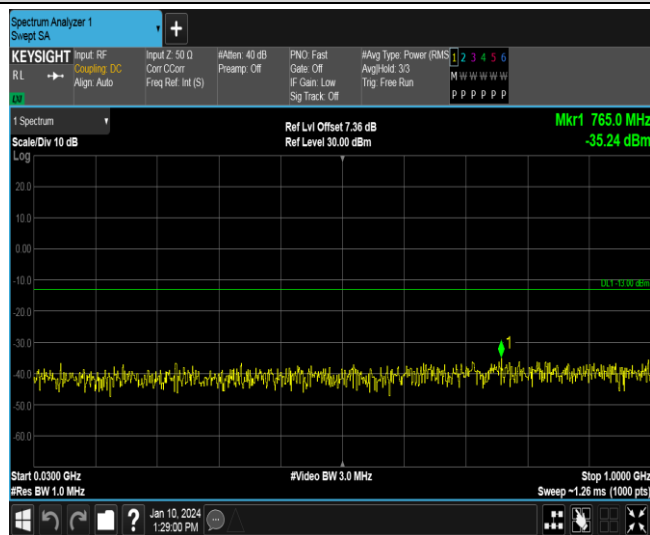 Spectrum Analyzer 1
Swept SA
KEYSIGHT
RL
LXI
Input: RF
Coupling: DC
Align: Auto
Input Z: 50 Ω
Corr CCorr
Freq Ref: Int (S)
#Atten: 40 dB
Preamp: Off
PNO: Fast
Gate: Off
IF Gain: Low
Sig Track: Off
#Avg Type: Power (RMS
Avg|Hold: 3/3
Trig: Free Run
1 2 3 4 5 6
M W W W W W
P P P P P P
1 Spectrum
Scale/Div 10 dB
Ref Lvl Offset 7.36 dB
Ref Level 30.00 dBm
Mkr1 765.0 MHz
-35.24 dBm
Log
20.0
10.0
0.00
-10.0
DL1 -13.00 dBm
-20.0
-30.0
1
-40.0
-50.0
-60.0
Start 0.0300 GHz
#Res BW 1.0 MHz
#Video BW 3.0 MHz
Stop 1.0000 GHz
Sweep ~1.26 ms (1000 pts)
Jan 10, 2024
1:29:00 PM